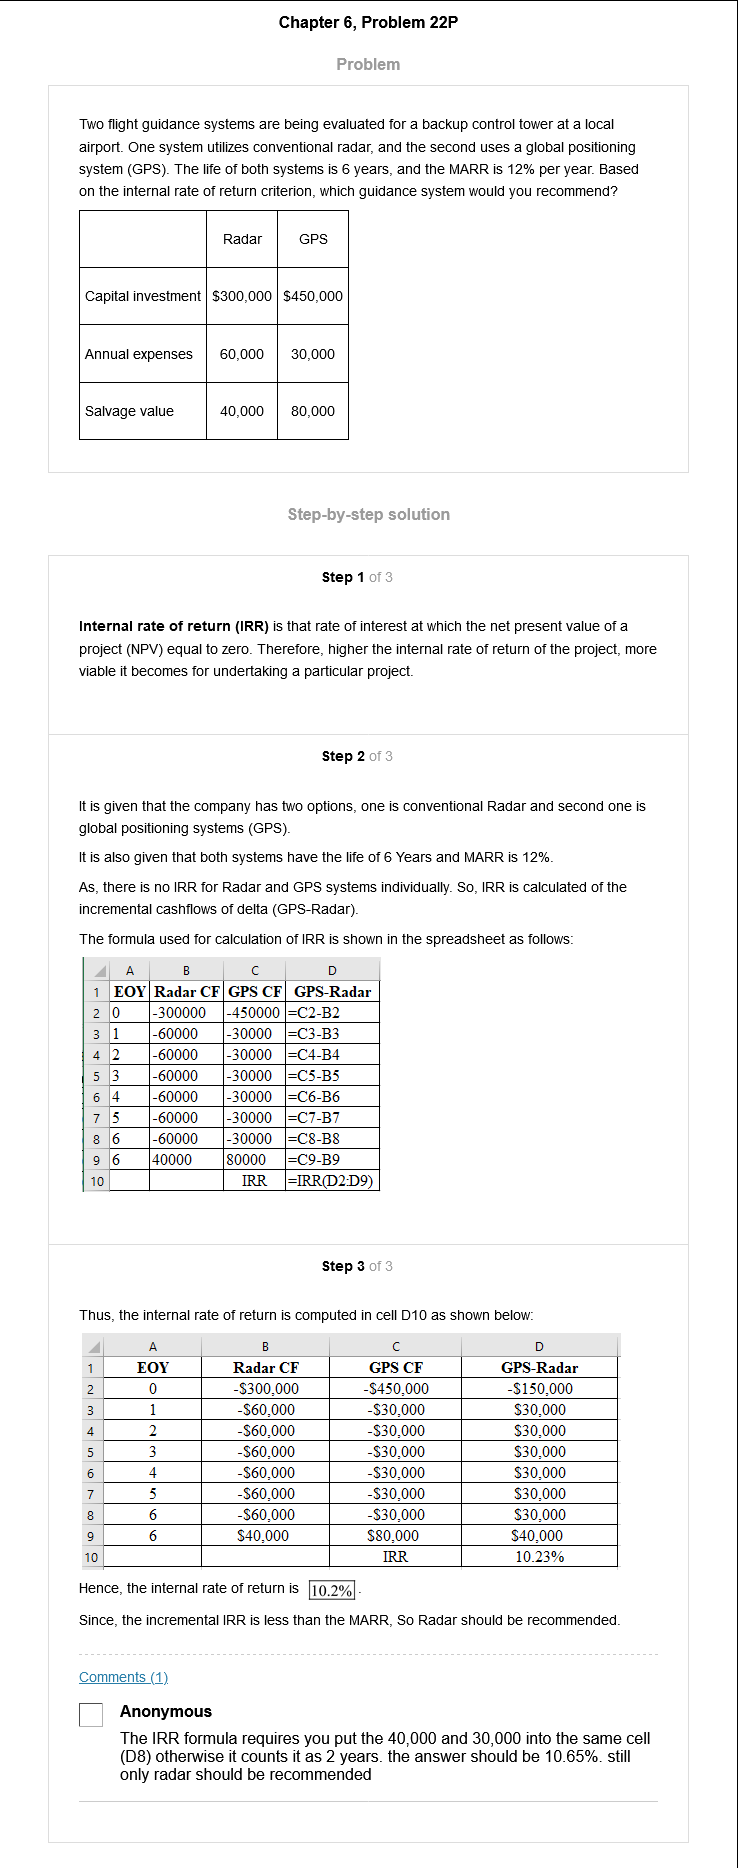 Chapter 6, Problem 22P
Problem
Two flight guidance systems are being evaluated for a backup control tower at a local
airport. One system utilizes conventional radar, and the second uses a global positioning
system (GPS). The life of both systems is 6 years, and the MARR is 12% per year. Based
on the internal rate of return criterion, which guidance system would you recommend?
Radar GPS
Capital investment $300,000 $450,000
Annual expenses 60,000 30,000
Salvage value 40,000 80,000
Step-by-step solution
Step 1 of 3
Internal rate of return (IRR) is that rate of interest at which the net present value of a
project (NPV) equal to zero. Therefore, higher the internal rate of return of the project, more
viable it becomes for undertaking a particular project.
Step 2 of 3
It is given that the company has two options, one is conventional Radar and second one is
global positioning systems (GPS).
It is also given that both systems have the life of 6 Years and MARR is 12%.
As, there is no IRR for Radar and GPS systems individually. So, IRR is calculated of the
incremental cashflows of delta (GPS-Radar).
The formula used for calculation of IRR is shown in the spreadsheet as follows:
A B C D
1 EOY Radar CF GPS CF GPS-Radar
2 0 -300000 -450000 =C2-B2
3 1 -60000 -30000 =C3-B3
4 2 -60000 -30000 =C4-B4
5 3 -60000 -30000 =C5-B5
6 4 -60000 -30000 =C6-B6
7 5 -60000 -30000 =C7-B7
8 6 -60000 -30000 =C8-B8
9 6 40000 80000 =C9-B9
10 IRR =IRR(D2:D9)
Step 3 of 3
Thus, the internal rate of return is computed in cell D10 as shown below:
A B C D
1 EOY Radar CF GPS CF GPS-Radar
2 0 -$300,000 -$450,000 -$150,000
3 1 -$60,000 -$30,000 $30,000
4 2 -$60,000 -$30,000 $30,000
5 3 -$60,000 -$30,000 $30,000
6 4 -$60,000 -$30,000 $30,000
7 5 -$60,000 -$30,000 $30,000
8 6 -$60,000 -$30,000 $30,000
9 6 $40,000 $80,000 $40,000
10 IRR 10.23%
Hence, the internal rate of return is 10.2% .
Since, the incremental IRR is less than the MARR, So Radar should be recommended.
Comments (1)
Anonymous
The IRR formula requires you put the 40,000 and 30,000 into the same cell
(D8) otherwise it counts it as 2 years. the answer should be 10.65%. still
only radar should be recommended